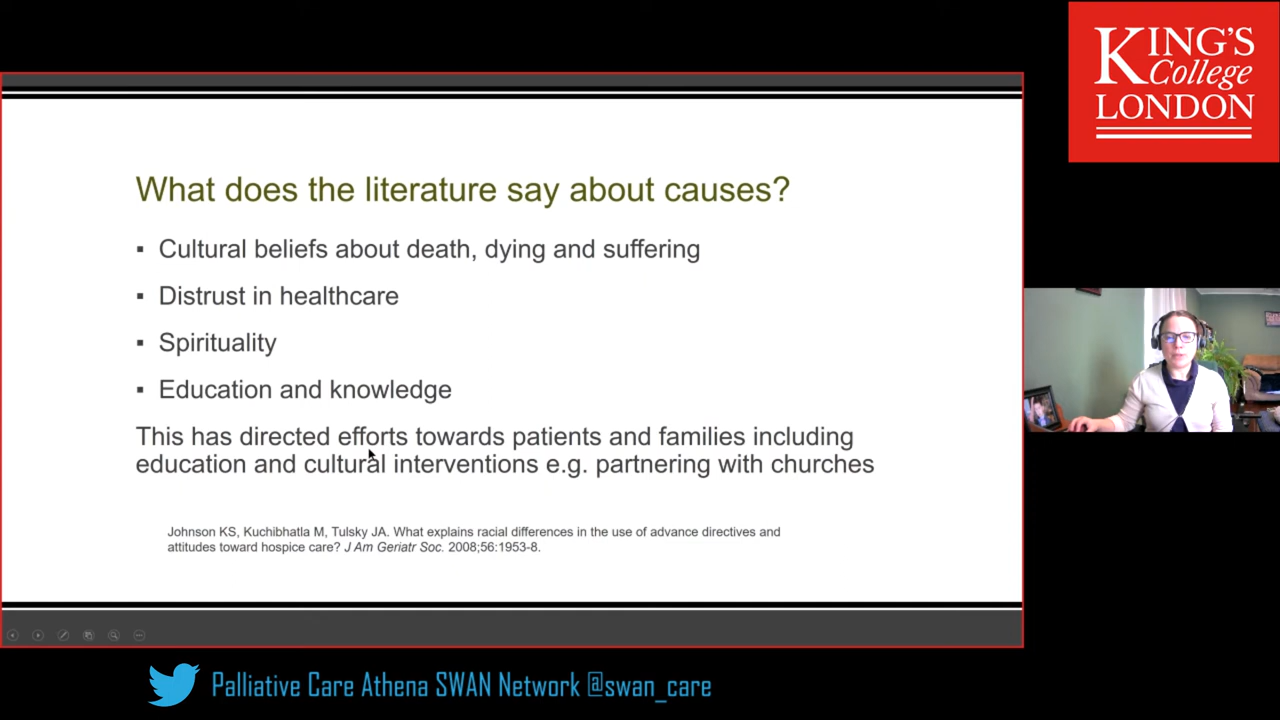 KING'S
College
LONDON
What does the literature say about causes?
▪ Cultural beliefs about death, dying and suffering
▪ Distrust in healthcare
▪ Spirituality
▪ Education and knowledge
This has directed efforts towards patients and families including
education and cultural interventions e.g. partnering with churches
Johnson KS, Kuchibhatla M, Tulsky JA. What explains racial differences in the use of advance directives and
attitudes toward hospice care? J Am Geriatr Soc. 2008;56:1953-8.
Palliative Care Athena SWAN Network @swan_care